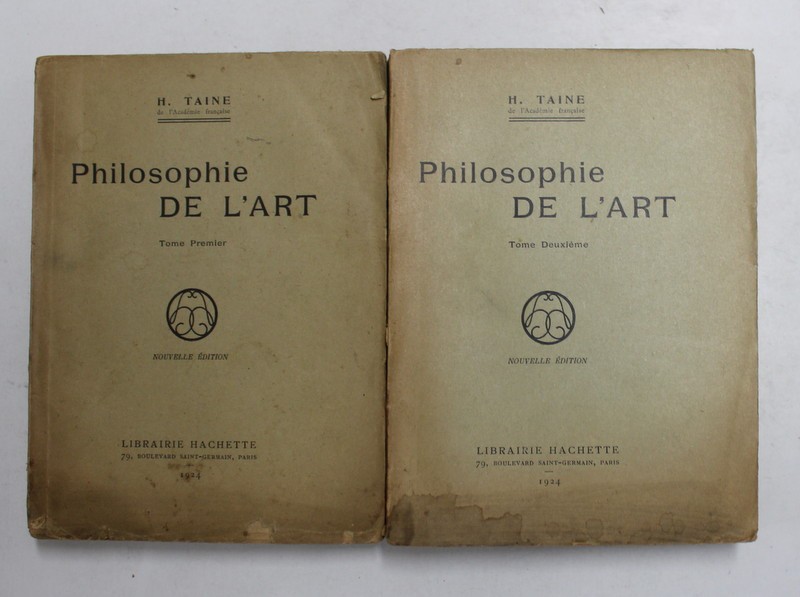 H. TAINE
de l'Académie française
Philosophie
DE L'ART
Tome Premier
NOUVELLE ÉDITION
LIBRAIRIE HACHETTE
79, BOULEVARD SAINT-GERMAIN, PARIS
1924
H. TAINE
de l'Académie française
Philosophie
DE L'ART
Tome Deuxième
NOUVELLE ÉDITION
LIBRAIRIE HACHETTE
79, BOULEVARD SAINT-GERMAIN, PARIS
1924